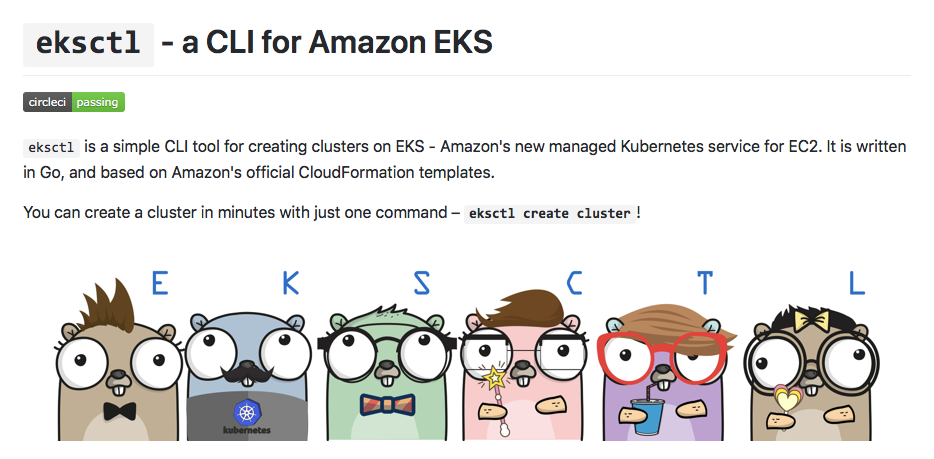 eksctl - a CLI for Amazon EKS
circleci passing
eksctl is a simple CLI tool for creating clusters on EKS - Amazon's new managed Kubernetes service for EC2. It is written
in Go, and based on Amazon's official CloudFormation templates.
You can create a cluster in minutes with just one command – eksctl create cluster !
E K S C T L
kubernetes